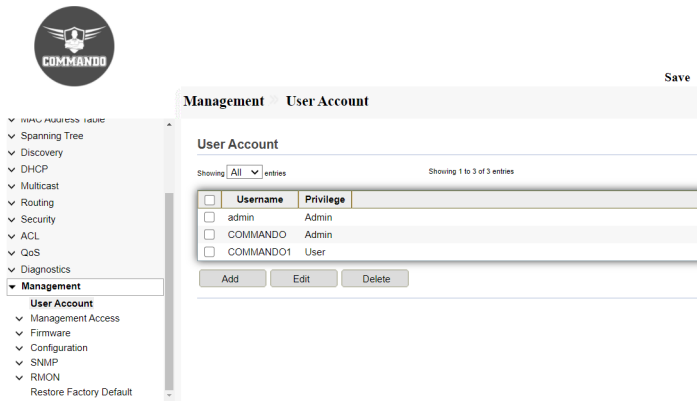 COMMANDO
Save
Management » User Account
MAC Address Table
Spanning Tree
Discovery
DHCP
Multicast
Routing
Security
ACL
QoS
Diagnostics
Management
User Account
Management Access
Firmware
Configuration
SNMP
RMON
Restore Factory Default
User Account
Showing All entries
Showing 1 to 3 of 3 entries
Username Privilege
admin Admin
COMMANDO Admin
COMMANDO1 User
Add Edit Delete